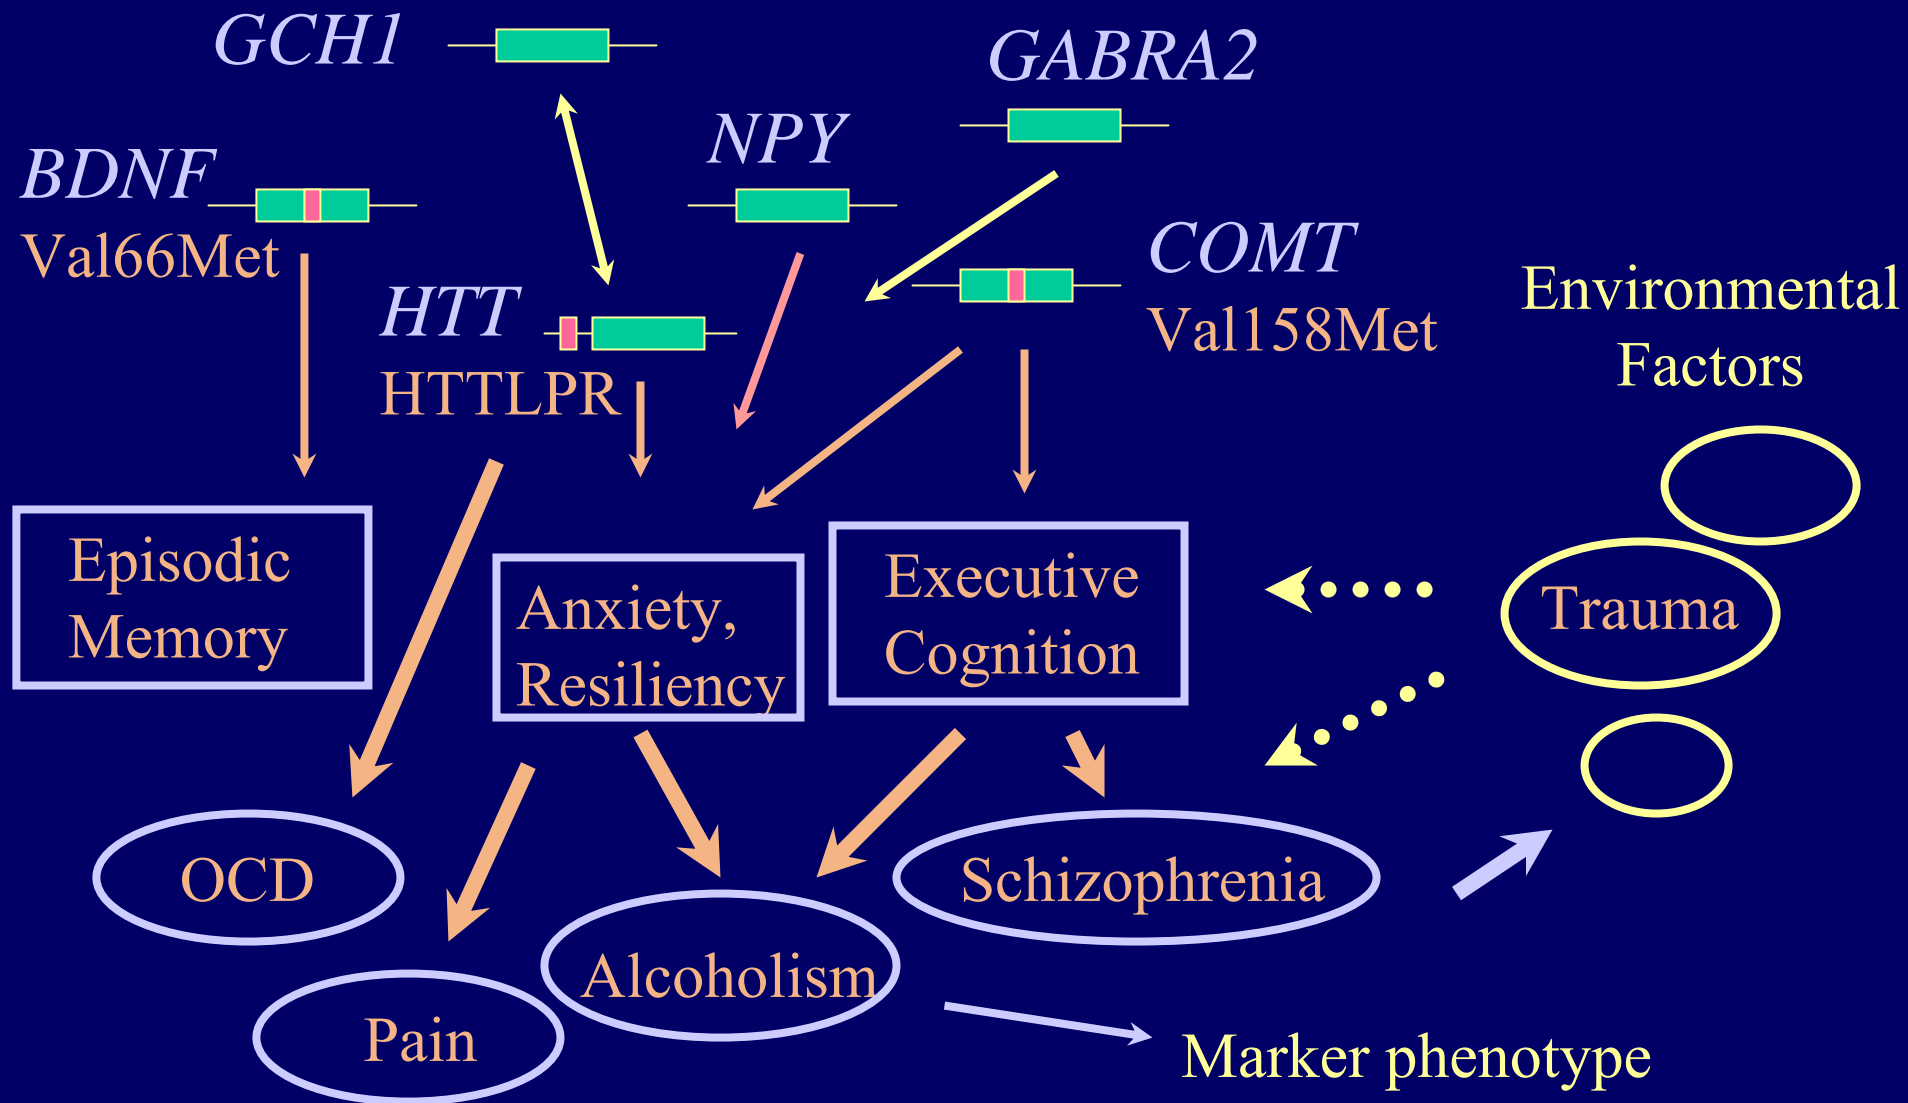 GCH1
GABRA2
NPY
BDNF
Val66Met
COMT
Val158Met
HTT
HTTLPR
Environmental
Factors
Episodic
Memory
Anxiety,
Resiliency
Executive
Cognition
Trauma
OCD
Schizophrenia
Alcoholism
Pain
Marker phenotype